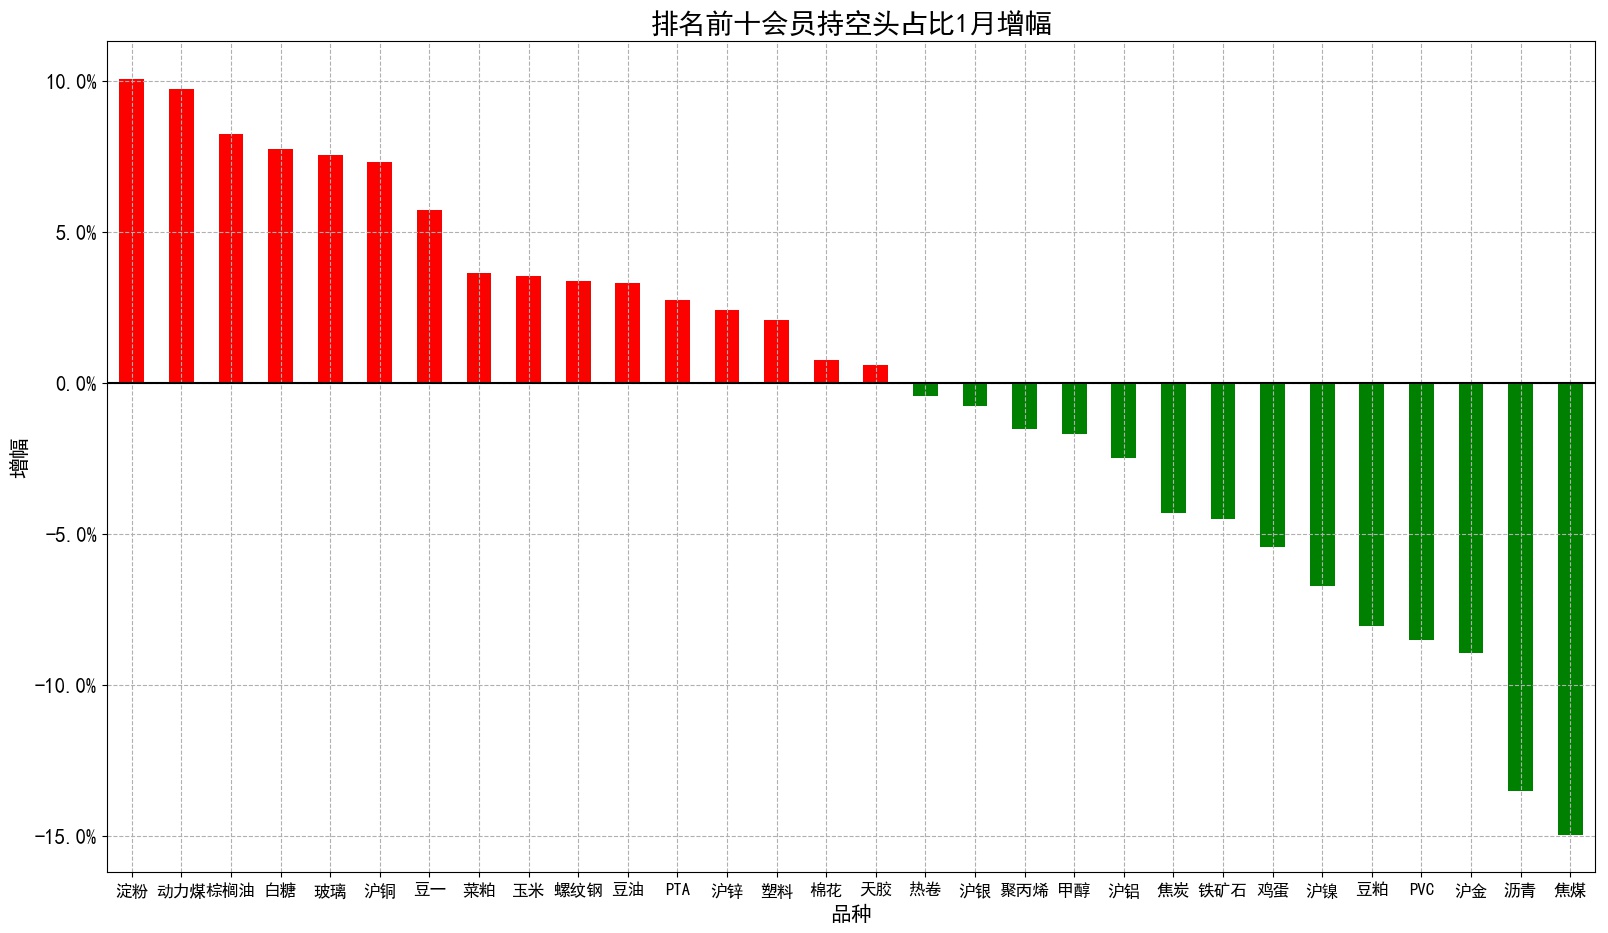 排名前十会员持空头占比1月增幅
10.0%
5.0%
0.0%
−5.0%
−10.0%
−15.0%
增幅
淀粉 动力煤 棕榈油 白糖 玻璃 沪铜 豆一 菜粕 玉米 螺纹钢 豆油 PTA 沪锌 塑料 棉花 天胶 热卷 沪银 聚丙烯 甲醇 沪铝 焦炭 铁矿石 鸡蛋 沪镍 豆粕 PVC 沪金 沥青 焦煤
品种